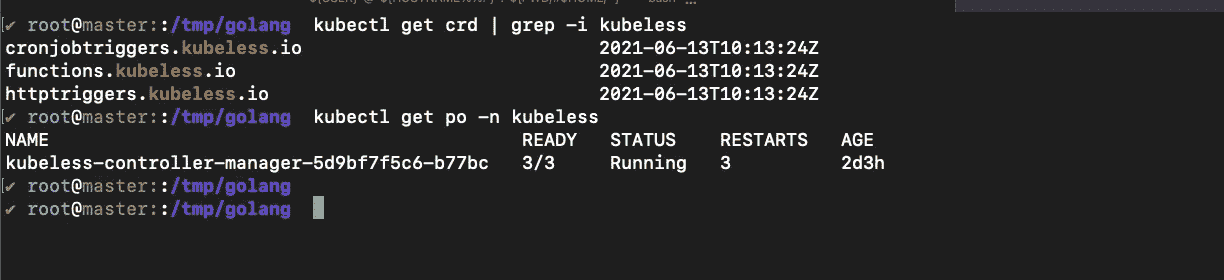 ✔ root@master::/tmp/golang kubectl get crd | grep -i kubeless
cronjobtriggers.kubeless.io 2021-06-13T10:13:24Z
functions.kubeless.io 2021-06-13T10:13:24Z
httptriggers.kubeless.io 2021-06-13T10:13:24Z
✔ root@master::/tmp/golang kubectl get po -n kubeless
NAME READY STATUS RESTARTS AGE
kubeless-controller-manager-5d9bf7f5c6-b77bc 3/3 Running 3 2d3h
✔ root@master::/tmp/golang
✔ root@master::/tmp/golang